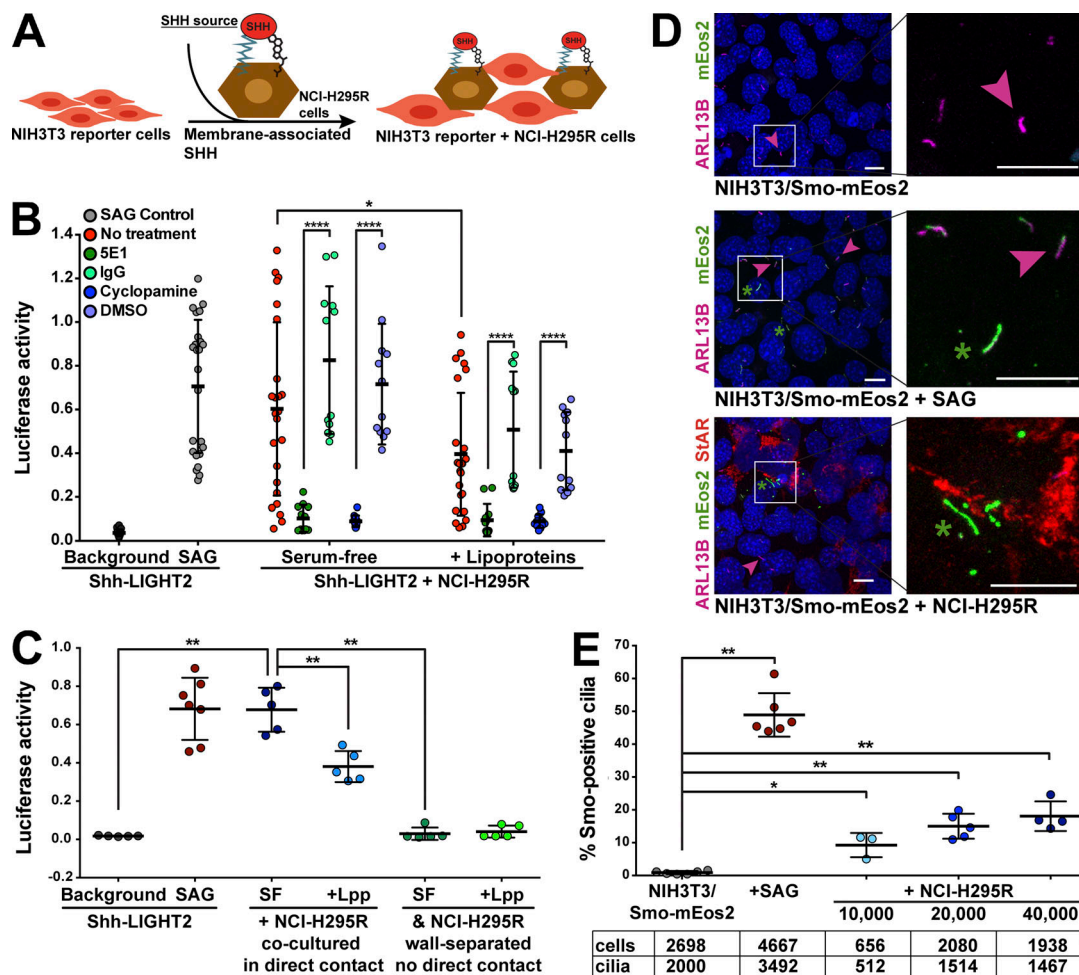 A
SHH source
SHH
NCI-H295R
cells
NIH3T3 reporter cells
Membrane-associated
SHH
SHH
SHH
NIH3T3 reporter + NCI-H295R cells
B
SAG Control
No treatment
5E1
IgG
Cyclopamine
DMSO
Luciferase activity
1.4
1.2
1.0
0.8
0.6
0.4
0.2
0.0
*
****
****
****
****
Background
SAG
Serum-free
+ Lipoproteins
Shh-LIGHT2
Shh-LIGHT2 + NCI-H295R
C
Luciferase activity
1.0
0.8
0.6
0.4
0.2
0.0
-0.2
**
**
**
Background
SAG
SF
+Lpp
SF
+Lpp
Shh-LIGHT2
+ NCI-H295R
co-cultured
in direct contact
& NCI-H295R
wall-separated
no direct contact
D
ARL13B mEos2
NIH3T3/Smo-mEos2
ARL13B mEos2
*
*
*
NIH3T3/Smo-mEos2 + SAG
ARL13B mEos2 StAR
*
*
NIH3T3/Smo-mEos2 + NCI-H295R
E
% Smo-positive cilia
70
60
50
40
30
20
10
0
**
**
**
*
NIH3T3/
Smo-mEos2
+SAG
+ NCI-H295R
10,000 20,000 40,000
cells 2698 4667 656 2080 1938
cilia 2000 3492 512 1514 1467